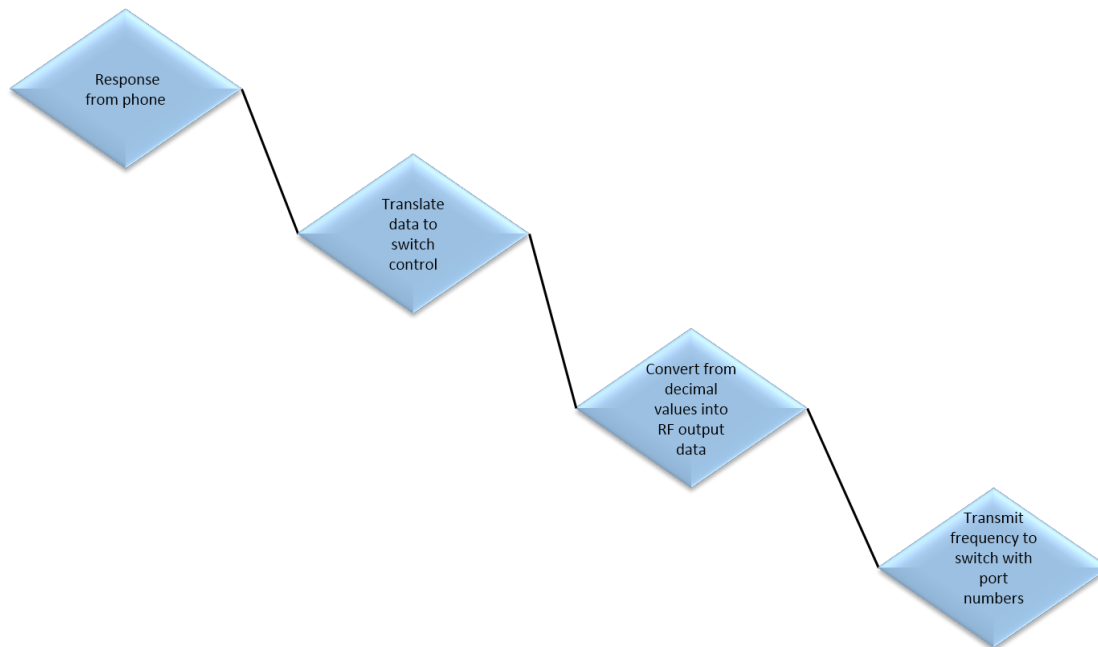 Response
from phone
Translate
data to
switch
control
Convert from
decimal
values into
RF output
data
Transmit
frequency to
switch with
port
numbers